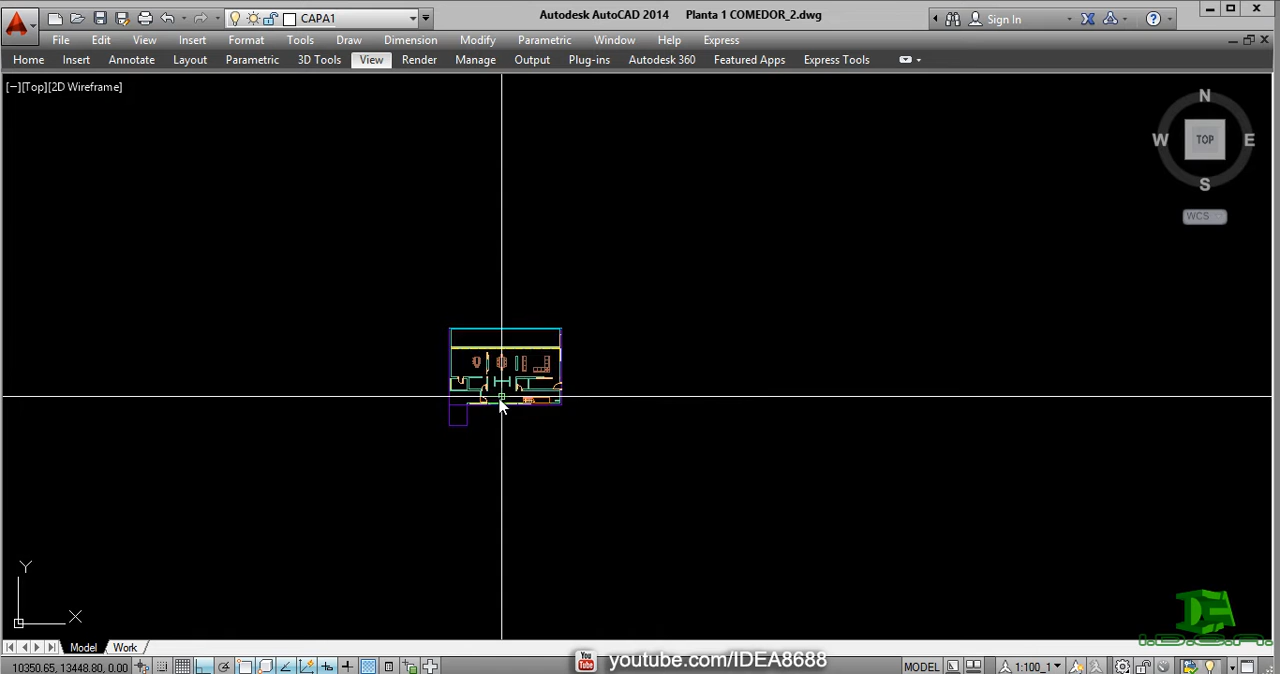 CAPA1
Autodesk AutoCAD 2014 Planta 1 COMEDOR_2.dwg
Sign In
File Edit View Insert Format Tools Draw Dimension Modify Parametric Window Help Express
Home Insert Annotate Layout Parametric 3D Tools View Render Manage Output Plug-ins Autodesk 360 Featured Apps Express Tools
[−][Top][2D Wireframe]
N
W TOP E
S
WCS
Y
X
I.D.E.A.
Model Work
10350.65, 13448.80, 0.00
You Tube
youtube.com/IDEA8688
MODEL
1:100_1